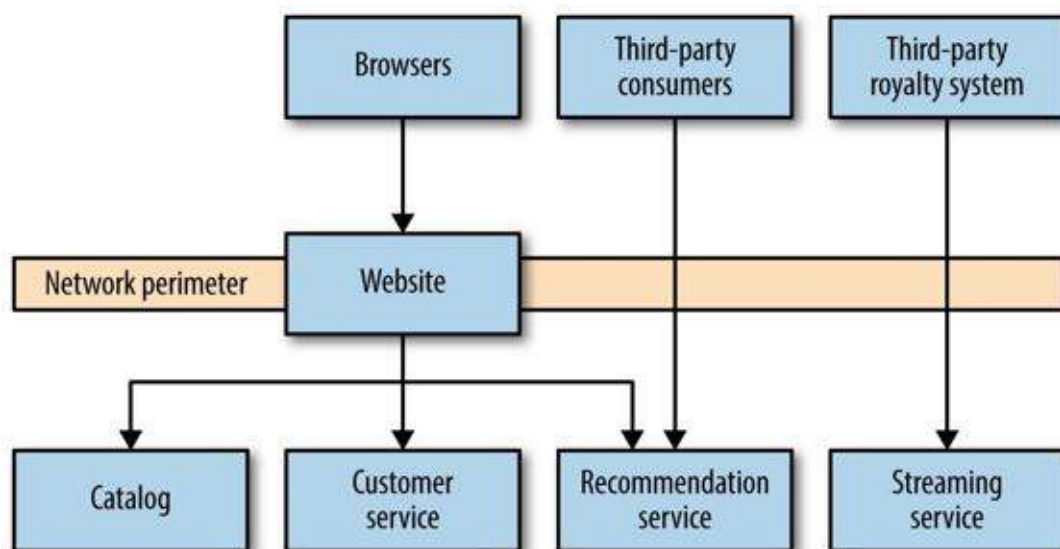 Browsers
Third-party
consumers
Third-party
royalty system
Network perimeter
Website
Catalog
Customer
service
Recommendation
service
Streaming
service